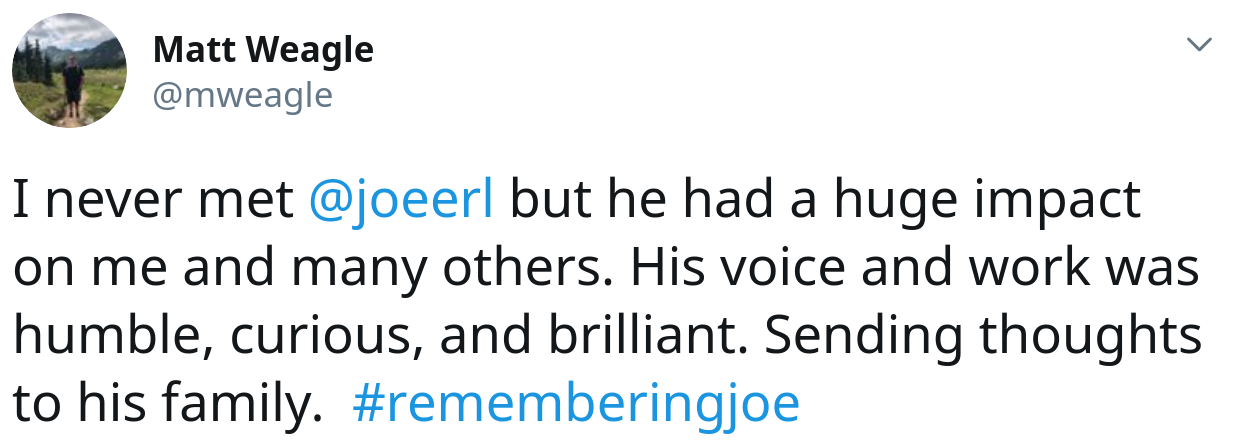 Matt Weagle
@mweagle
I never met @joeerl but he had a huge impact
on me and many others. His voice and work was
humble, curious, and brilliant. Sending thoughts
to his family. #rememberingjoe